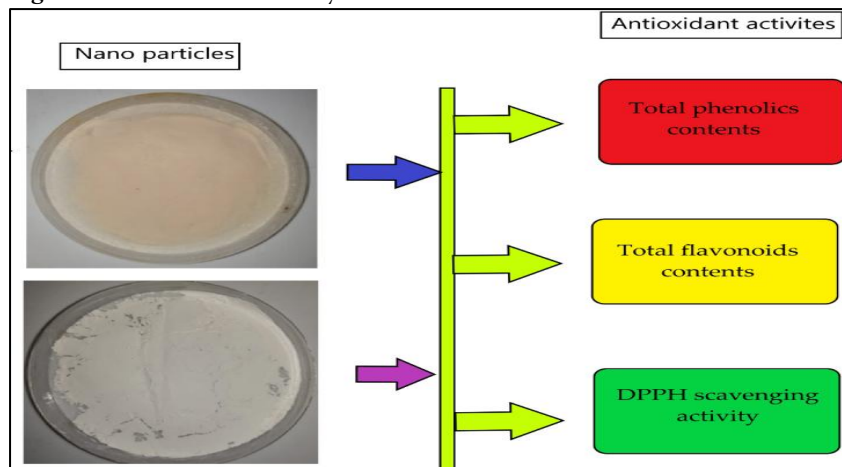 Nano particles
Antioxidant activites
Total phenolics
contents
Total flavonoids
contents
DPPH scavenging
activity